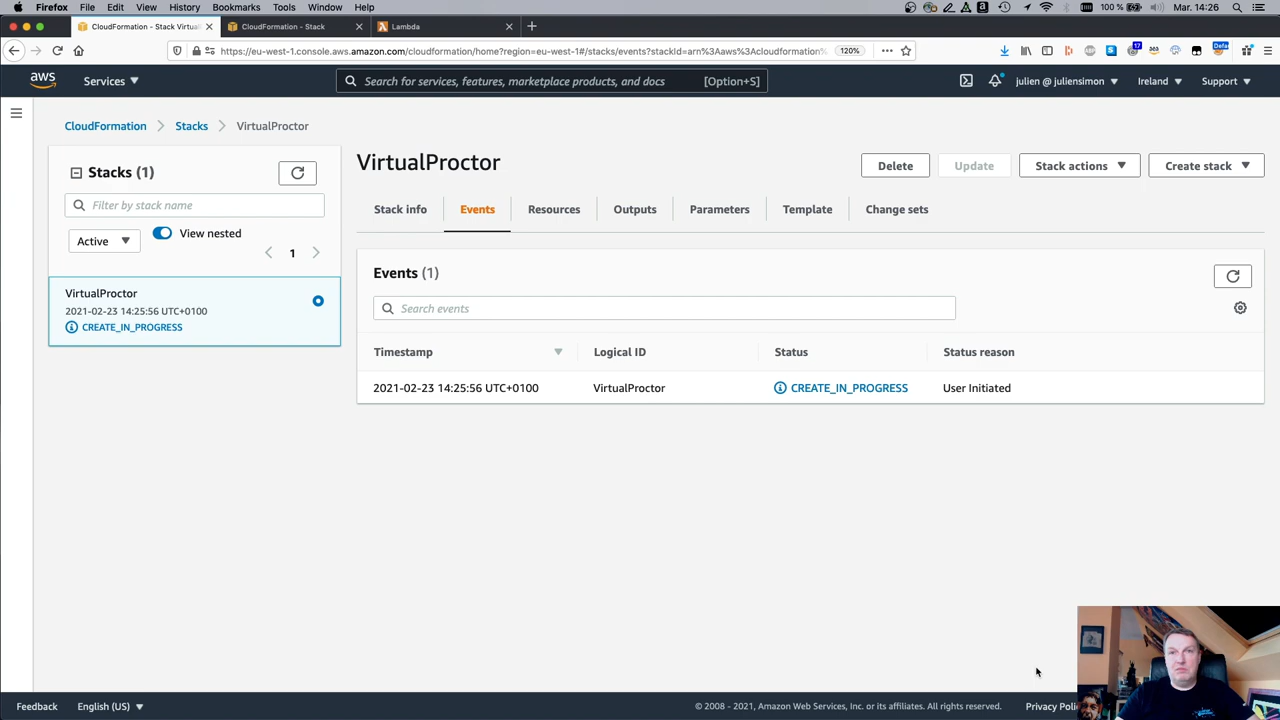 Firefox File Edit View History Bookmarks Tools Window Help 100 % Mar. 14:26
CloudFormation - Stack Virtual CloudFormation - Stack Lambda
https://eu-west-1.console.aws.amazon.com/cloudformation/home?region=eu-west-1#/stacks/events?stackId=arn%3Aaws%3Acloudformation% 120%
aws Services Search for services, features, marketplace products, and docs [Option+S] julien @ juliensimon Ireland Support
CloudFormation Stacks VirtualProctor
Stacks (1)
Filter by stack name
Active View nested
1
VirtualProctor
2021-02-23 14:25:56 UTC+0100
CREATE_IN_PROGRESS
VirtualProctor
Delete Update Stack actions Create stack
Stack info Events Resources Outputs Parameters Template Change sets
Events (1)
Search events
Timestamp Logical ID Status Status reason
2021-02-23 14:25:56 UTC+0100 VirtualProctor CREATE_IN_PROGRESS User Initiated
Feedback English (US) © 2008 - 2021, Amazon Web Services, Inc. or its affiliates. All rights reserved. Privacy Poli